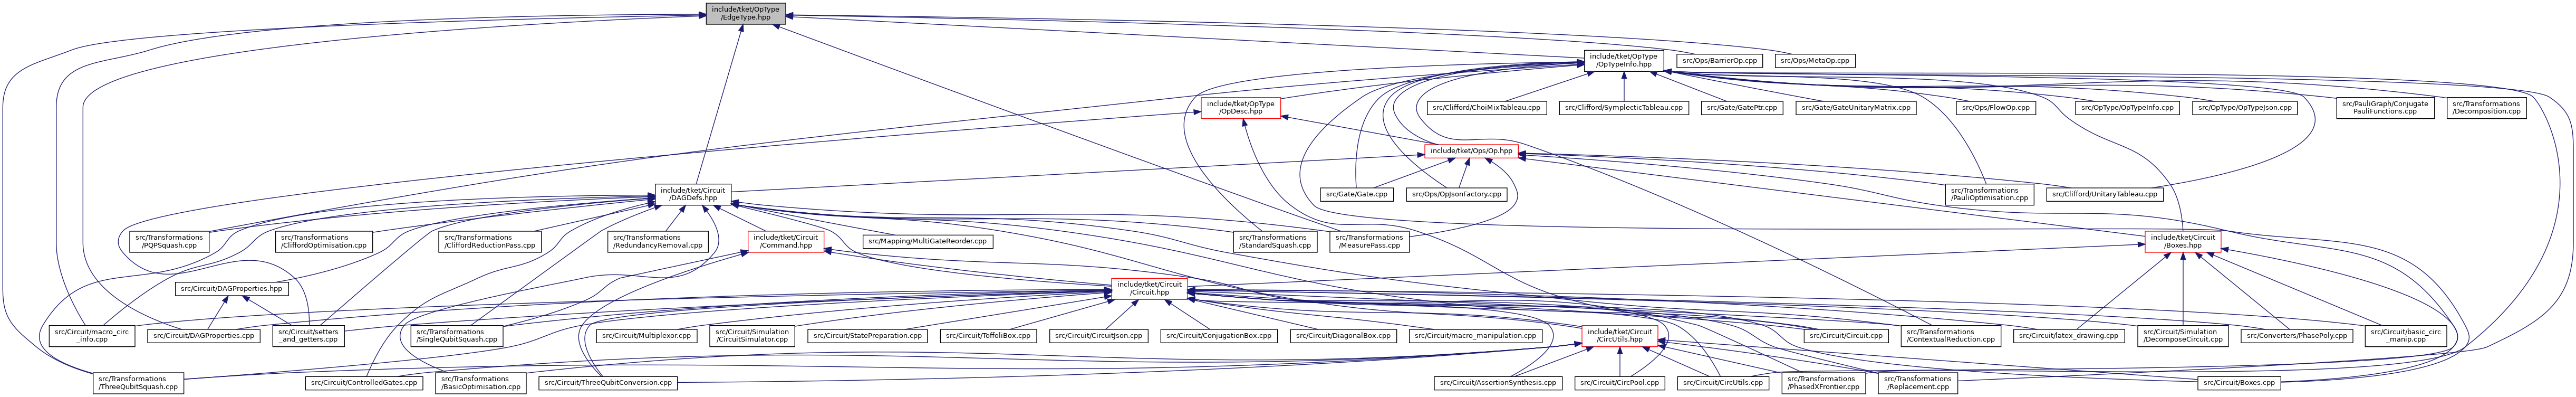 include/tket/OpType
/EdgeType.hpp
include/tket/OpType
/OpTypeInfo.hpp
src/Ops/BarrierOp.cpp
src/Ops/MetaOp.cpp
include/tket/OpType
/OpDesc.hpp
src/Clifford/ChoiMixTableau.cpp
src/Clifford/SymplecticTableau.cpp
src/Gate/GatePtr.cpp
src/Gate/GateUnitaryMatrix.cpp
src/Ops/FlowOp.cpp
src/OpType/OpTypeInfo.cpp
src/OpType/OpTypeJson.cpp
src/PauliGraph/Conjugate
PauliFunctions.cpp
src/Transformations
/Decomposition.cpp
include/tket/Ops/Op.hpp
include/tket/Circuit
/DAGDefs.hpp
src/Gate/Gate.cpp
src/Ops/OpJsonFactory.cpp
src/Transformations
/PauliOptimisation.cpp
src/Clifford/UnitaryTableau.cpp
src/Transformations
/PQPSquash.cpp
src/Transformations
/CliffordOptimisation.cpp
src/Transformations
/CliffordReductionPass.cpp
src/Transformations
/RedundancyRemoval.cpp
include/tket/Circuit
/Command.hpp
src/Mapping/MultiGateReorder.cpp
src/Transformations
/StandardSquash.cpp
src/Transformations
/MeasurePass.cpp
include/tket/Circuit
/Boxes.hpp
src/Circuit/DAGProperties.hpp
include/tket/Circuit
/Circuit.hpp
src/Circuit/macro_circ
_info.cpp
src/Circuit/DAGProperties.cpp
src/Circuit/setters
_and_getters.cpp
src/Transformations
/SingleQubitSquash.cpp
src/Circuit/Multiplexor.cpp
src/Circuit/Simulation
/CircuitSimulator.cpp
src/Circuit/StatePreparation.cpp
src/Circuit/ToffoliBox.cpp
src/Circuit/CircuitJson.cpp
src/Circuit/ConjugationBox.cpp
src/Circuit/DiagonalBox.cpp
src/Circuit/macro_manipulation.cpp
include/tket/Circuit
/CircUtils.hpp
src/Circuit/Circuit.cpp
src/Transformations
/ContextualReduction.cpp
src/Circuit/latex_drawing.cpp
src/Circuit/Simulation
/DecomposeCircuit.cpp
src/Converters/PhasePoly.cpp
src/Circuit/basic_circ
_manip.cpp
src/Transformations
/ThreeQubitSquash.cpp
src/Circuit/ControlledGates.cpp
src/Transformations
/BasicOptimisation.cpp
src/Circuit/ThreeQubitConversion.cpp
src/Circuit/AssertionSynthesis.cpp
src/Circuit/CircPool.cpp
src/Circuit/CircUtils.cpp
src/Transformations
/PhasedXFrontier.cpp
src/Transformations
/Replacement.cpp
src/Circuit/Boxes.cpp